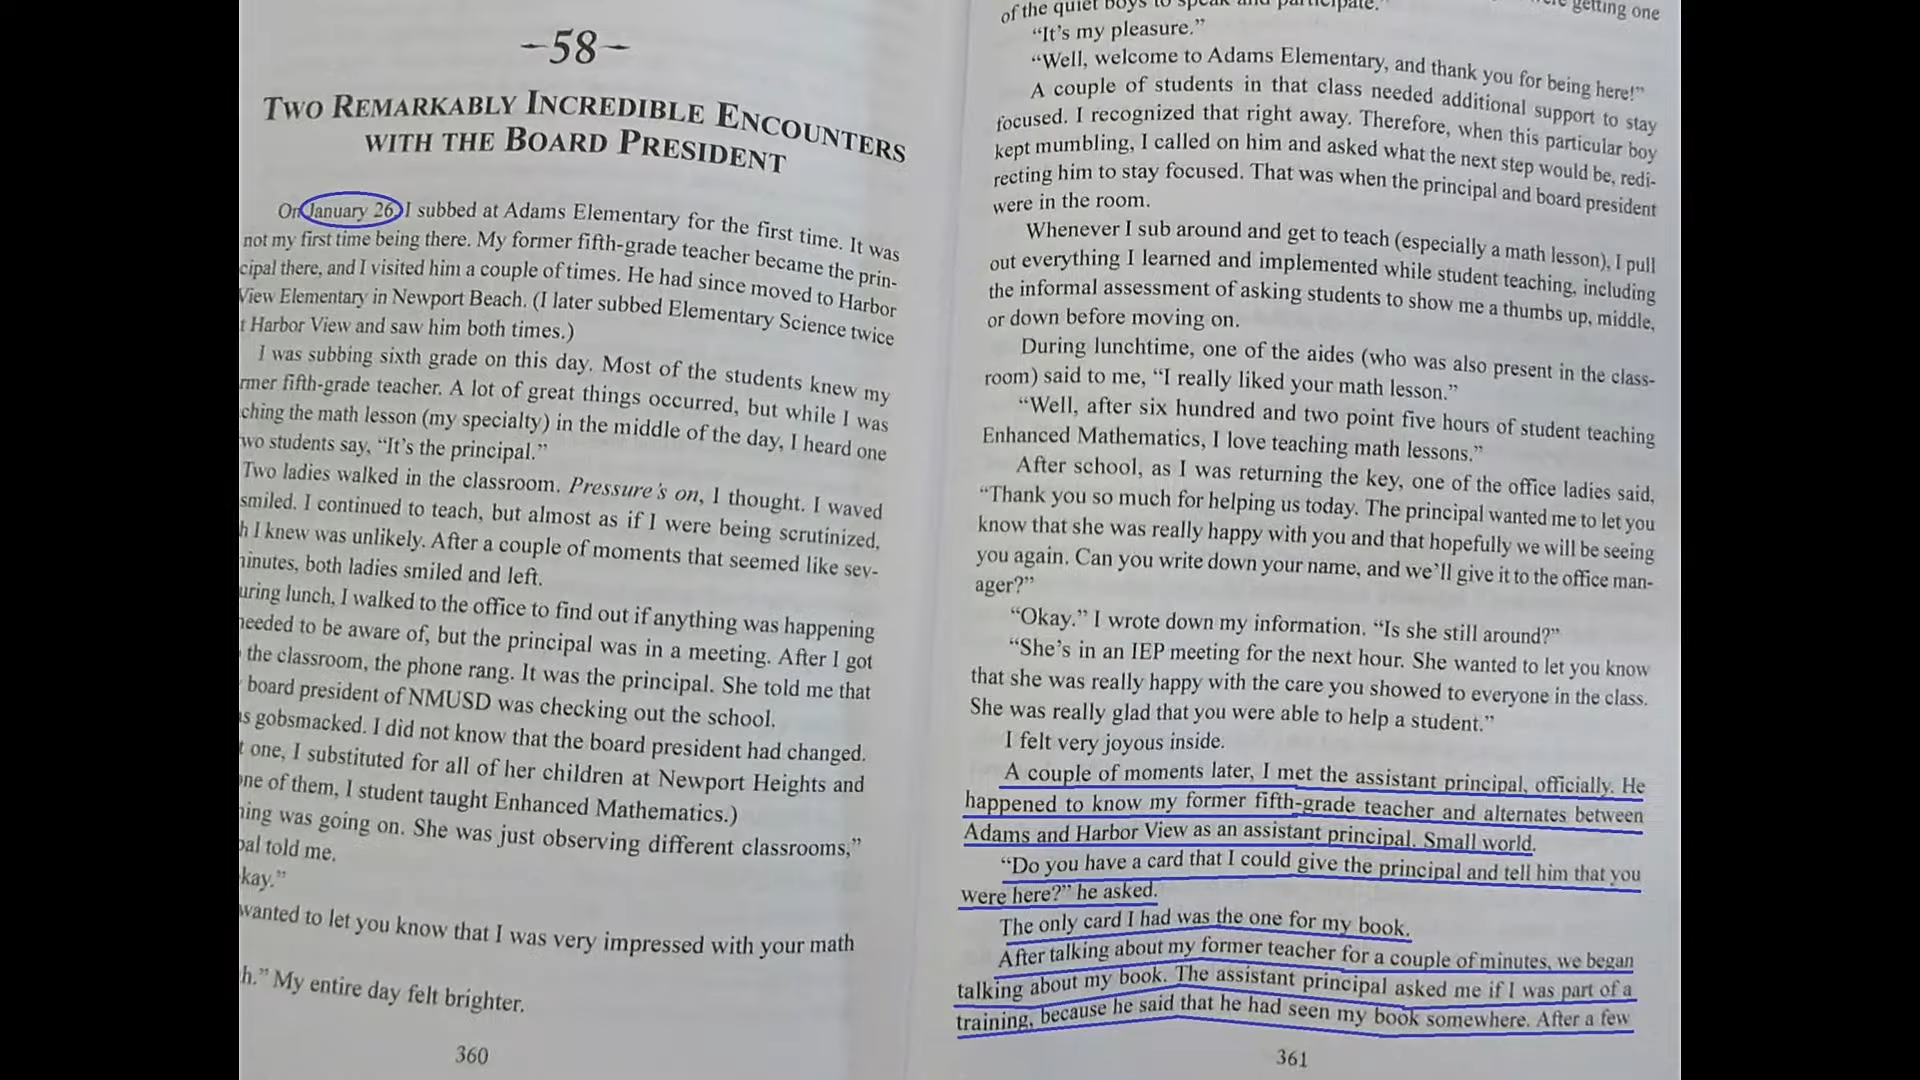 –58–
TWO REMARKABLY INCREDIBLE ENCOUNTERS
WITH THE BOARD PRESIDENT
On January 26, I subbed at Adams Elementary for the first time. It was
not my first time being there. My former fifth-grade teacher became the prin-
cipal there, and I visited him a couple of times. He had since moved to Harbor
View Elementary in Newport Beach. (I later subbed Elementary Science twice
t Harbor View and saw him both times.)
I was subbing sixth grade on this day. Most of the students knew my
rmer fifth-grade teacher. A lot of great things occurred, but while I was
ching the math lesson (my specialty) in the middle of the day, I heard one
wo students say, “It’s the principal.”
Two ladies walked in the classroom. Pressure’s on, I thought. I waved
smiled. I continued to teach, but almost as if I were being scrutinized,
h I knew was unlikely. After a couple of moments that seemed like sev-
inutes, both ladies smiled and left.
uring lunch, I walked to the office to find out if anything was happening
needed to be aware of, but the principal was in a meeting. After I got
the classroom, the phone rang. It was the principal. She told me that
board president of NMUSD was checking out the school.
s gobsmacked. I did not know that the board president had changed.
t one, I substituted for all of her children at Newport Heights and
one of them, I student taught Enhanced Mathematics.)
ning was going on. She was just observing different classrooms,”
pal told me.
kay.”
wanted to let you know that I was very impressed with your math
h.” My entire day felt brighter.
360
of the quiet boys to speak and participate.” were getting one
“It’s my pleasure.”
“Well, welcome to Adams Elementary, and thank you for being here!”
A couple of students in that class needed additional support to stay
focused. I recognized that right away. Therefore, when this particular boy
kept mumbling, I called on him and asked what the next step would be, redi-
recting him to stay focused. That was when the principal and board president
were in the room.
Whenever I sub around and get to teach (especially a math lesson), I pull
out everything I learned and implemented while student teaching, including
the informal assessment of asking students to show me a thumbs up, middle,
or down before moving on.
During lunchtime, one of the aides (who was also present in the class-
room) said to me, “I really liked your math lesson.”
“Well, after six hundred and two point five hours of student teaching
Enhanced Mathematics, I love teaching math lessons.”
After school, as I was returning the key, one of the office ladies said,
“Thank you so much for helping us today. The principal wanted me to let you
know that she was really happy with you and that hopefully we will be seeing
you again. Can you write down your name, and we’ll give it to the office man-
ager?”
“Okay.” I wrote down my information. “Is she still around?”
“She’s in an IEP meeting for the next hour. She wanted to let you know
that she was really happy with the care you showed to everyone in the class.
She was really glad that you were able to help a student.”
I felt very joyous inside.
A couple of moments later, I met the assistant principal, officially. He
happened to know my former fifth-grade teacher and alternates between
Adams and Harbor View as an assistant principal. Small world.
“Do you have a card that I could give the principal and tell him that you
were here?” he asked.
The only card I had was the one for my book.
After talking about my former teacher for a couple of minutes, we began
talking about my book. The assistant principal asked me if I was part of a
training, because he said that he had seen my book somewhere. After a few
361